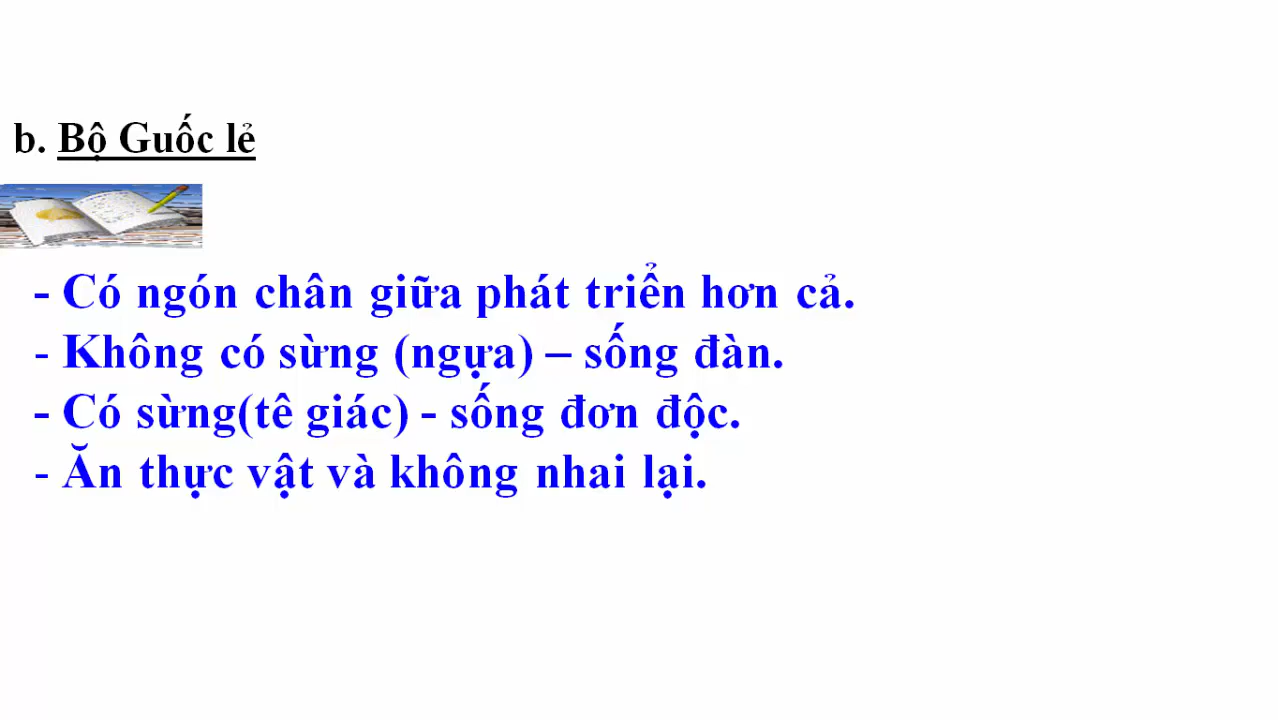 b. Bộ Guốc lẻ
- Có ngón chân giữa phát triển hơn cả.
- Không có sừng (ngựa) – sống đàn.
- Có sừng(tê giác) - sống đơn độc.
- Ăn thực vật và không nhai lại.